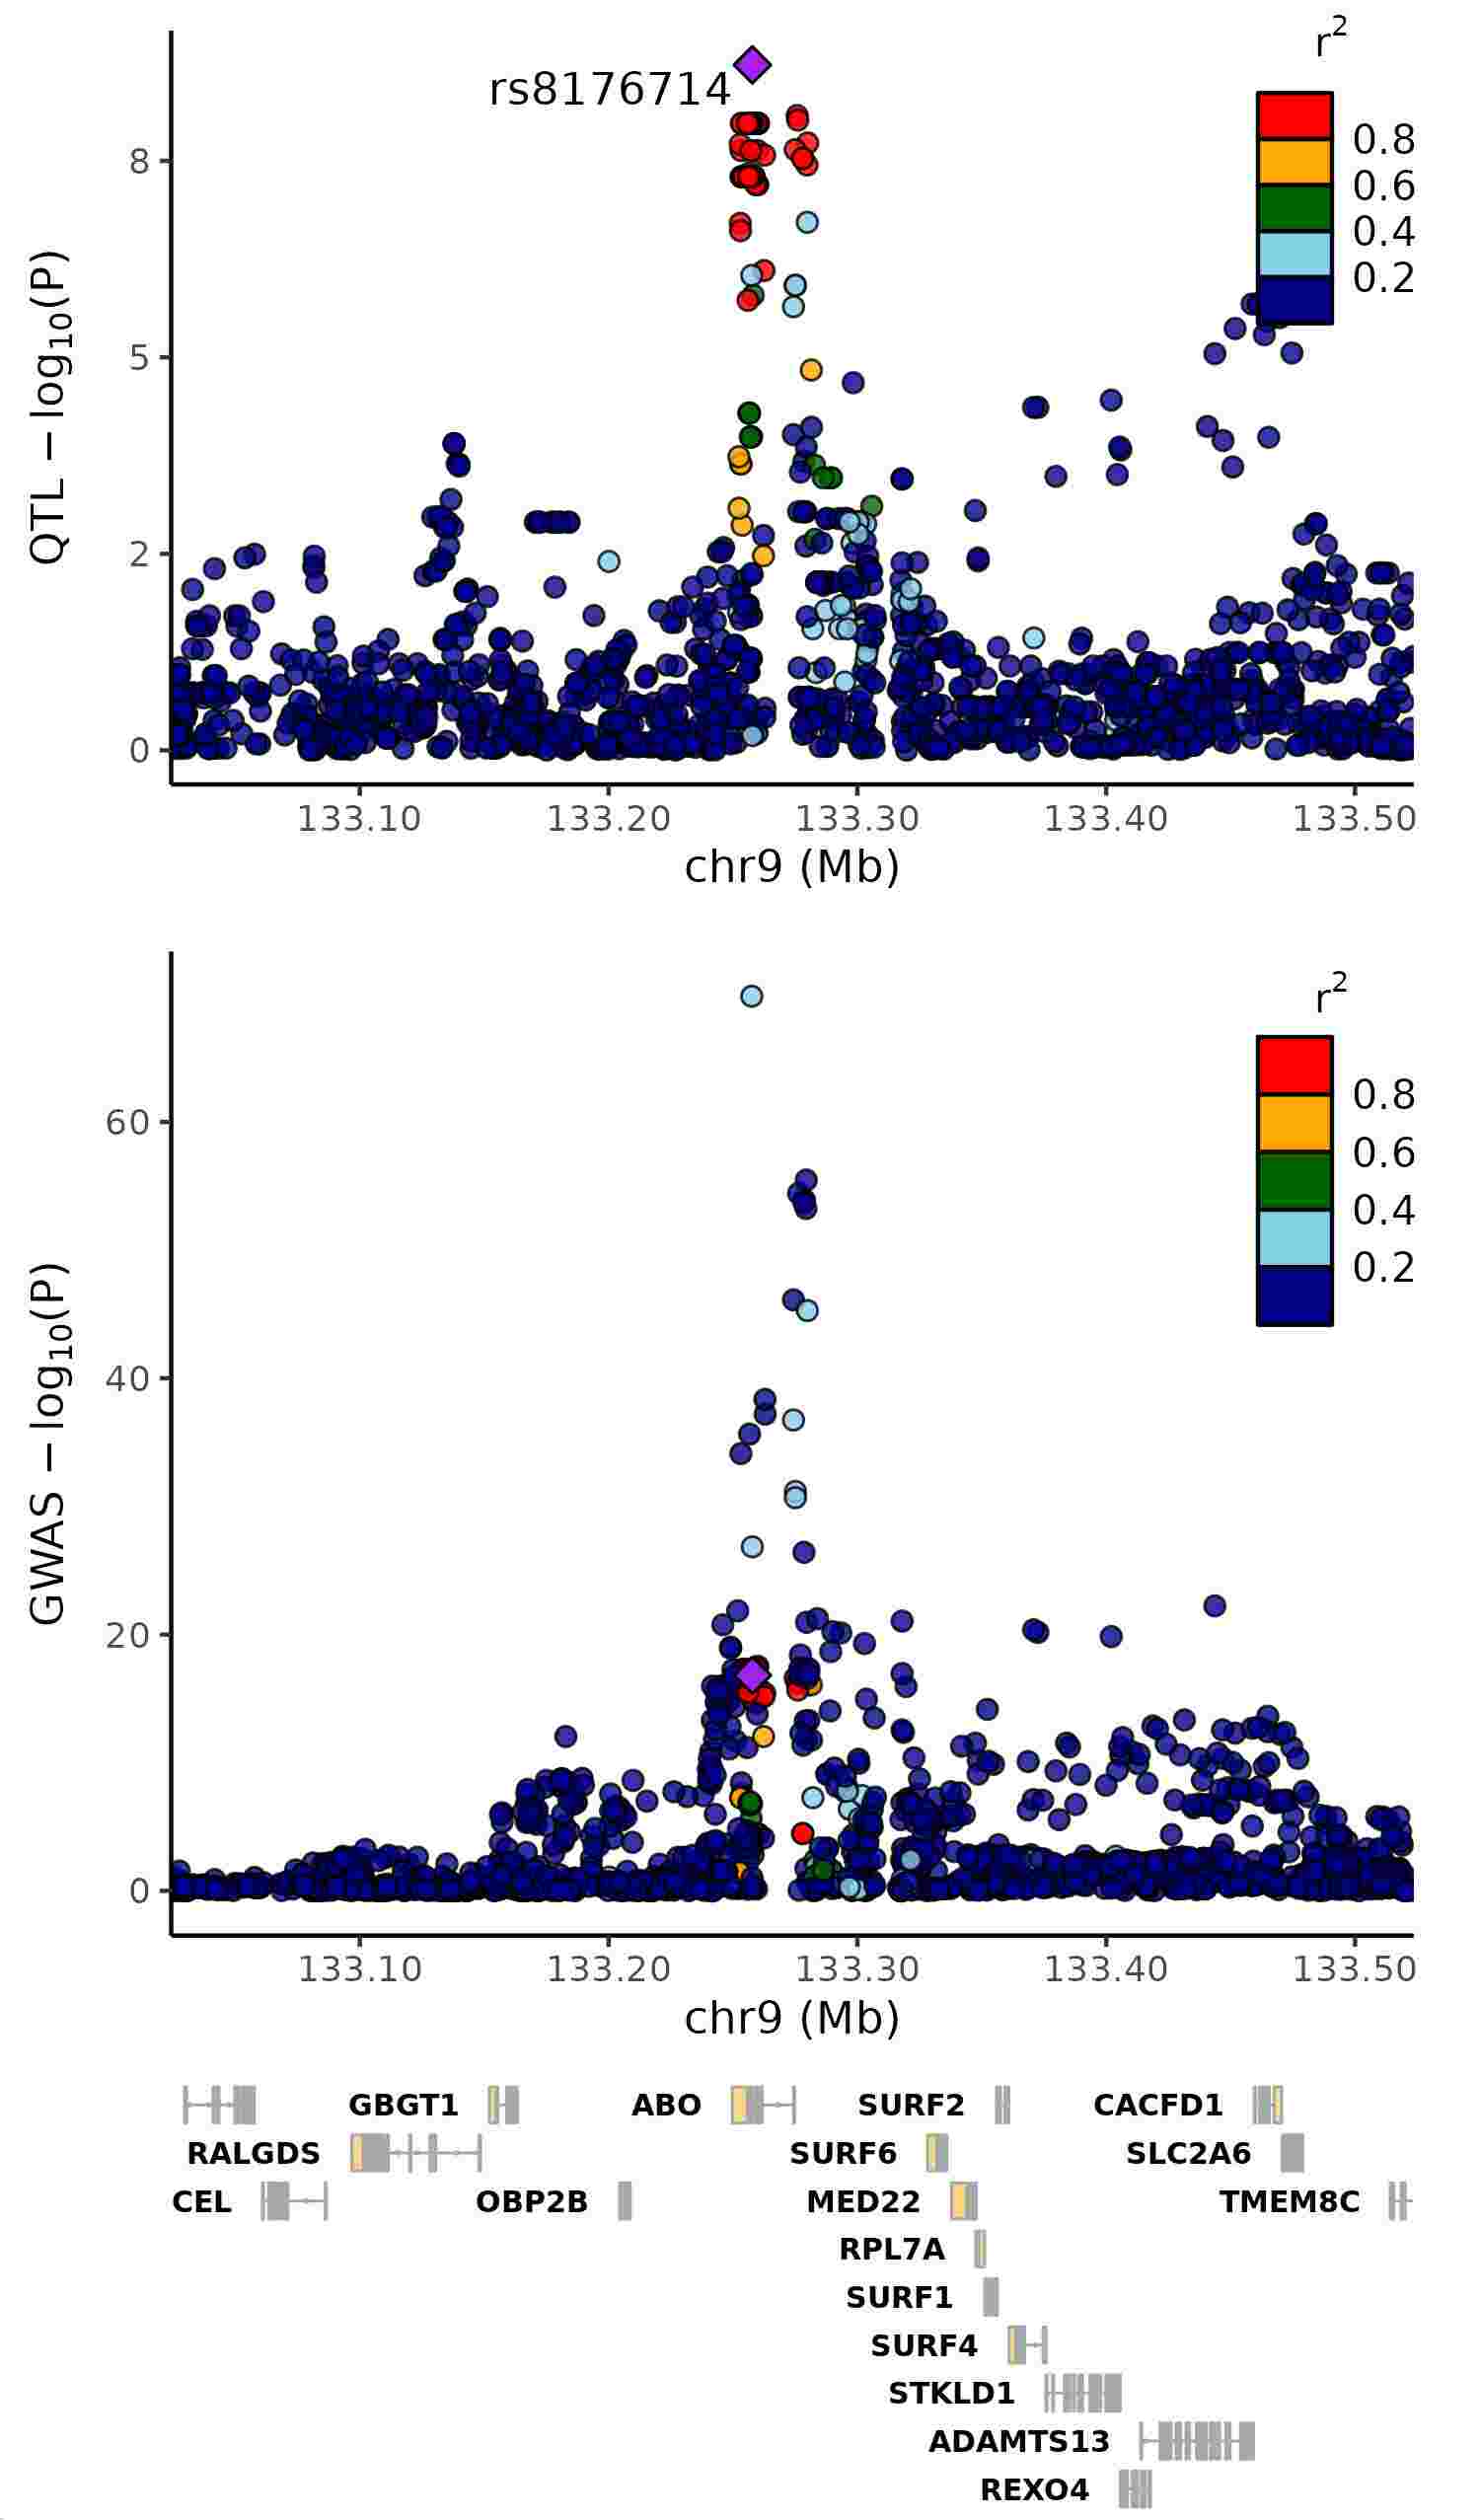 r2
rs8176714
0.8
0.6
0.4
0.2
8
5
2
0
QTL −log10(P)
133.10 133.20 133.30 133.40 133.50
chr9 (Mb)
r2
0.8
0.6
0.4
0.2
60
40
20
0
GWAS −log10(P)
133.10 133.20 133.30 133.40 133.50
chr9 (Mb)
GBGT1 ABO SURF2 CACFD1
RALGDS SURF6 SLC2A6
CEL OBP2B MED22 TMEM8C
RPL7A
SURF1
SURF4
STKLD1
ADAMTS13
REXO4